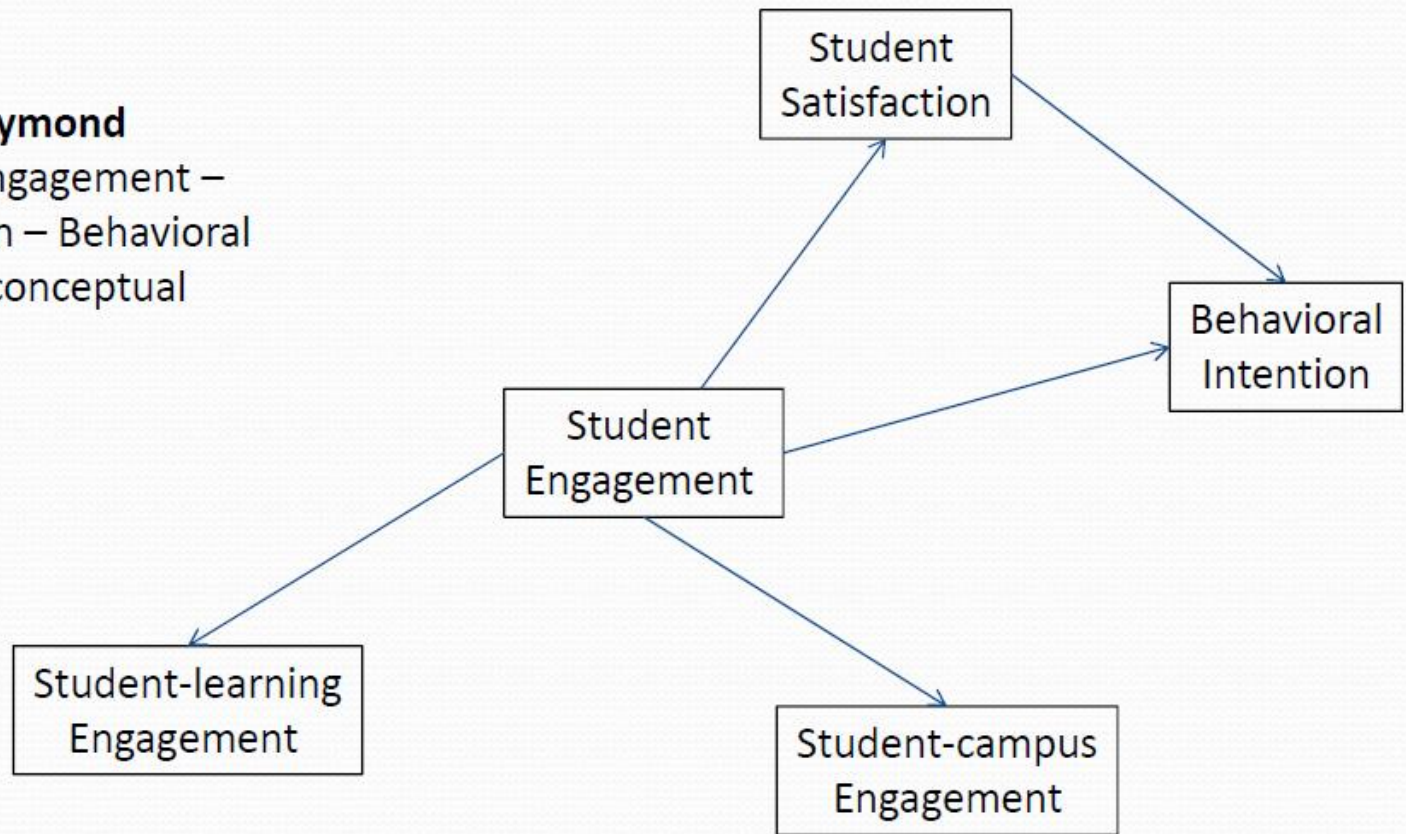 Student
Satisfaction
ymond
ngagement –
n – Behavioral
conceptual
Behavioral
Intention
Student
Engagement
Student-learning
Engagement
Student-campus
Engagement